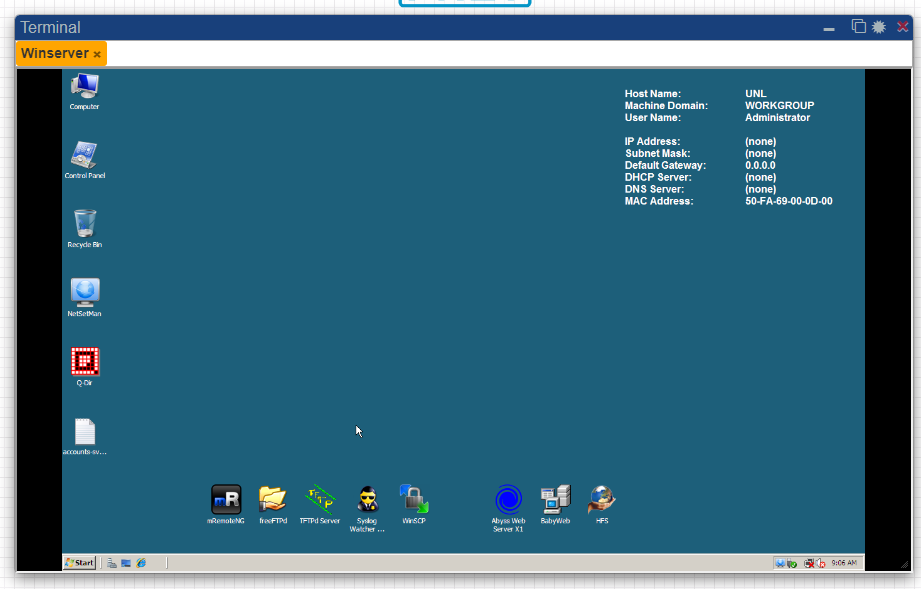 Terminal
Winserver ×
Computer
Control Panel
Recycle Bin
NetSetMan
Q-Dir
accounts-sv...
Host Name: UNL
Machine Domain: WORKGROUP
User Name: Administrator
IP Address: (none)
Subnet Mask: (none)
Default Gateway: 0.0.0.0
DHCP Server: (none)
DNS Server: (none)
MAC Address: 50-FA-69-00-0D-00
mR
TFTP
mRemoteNG
freeFTPd
TFTPd Server
Syslog
Watcher ...
WinSCP
Abyss Web
Server X1
BabyWeb
HFS
Start
9:06 AM